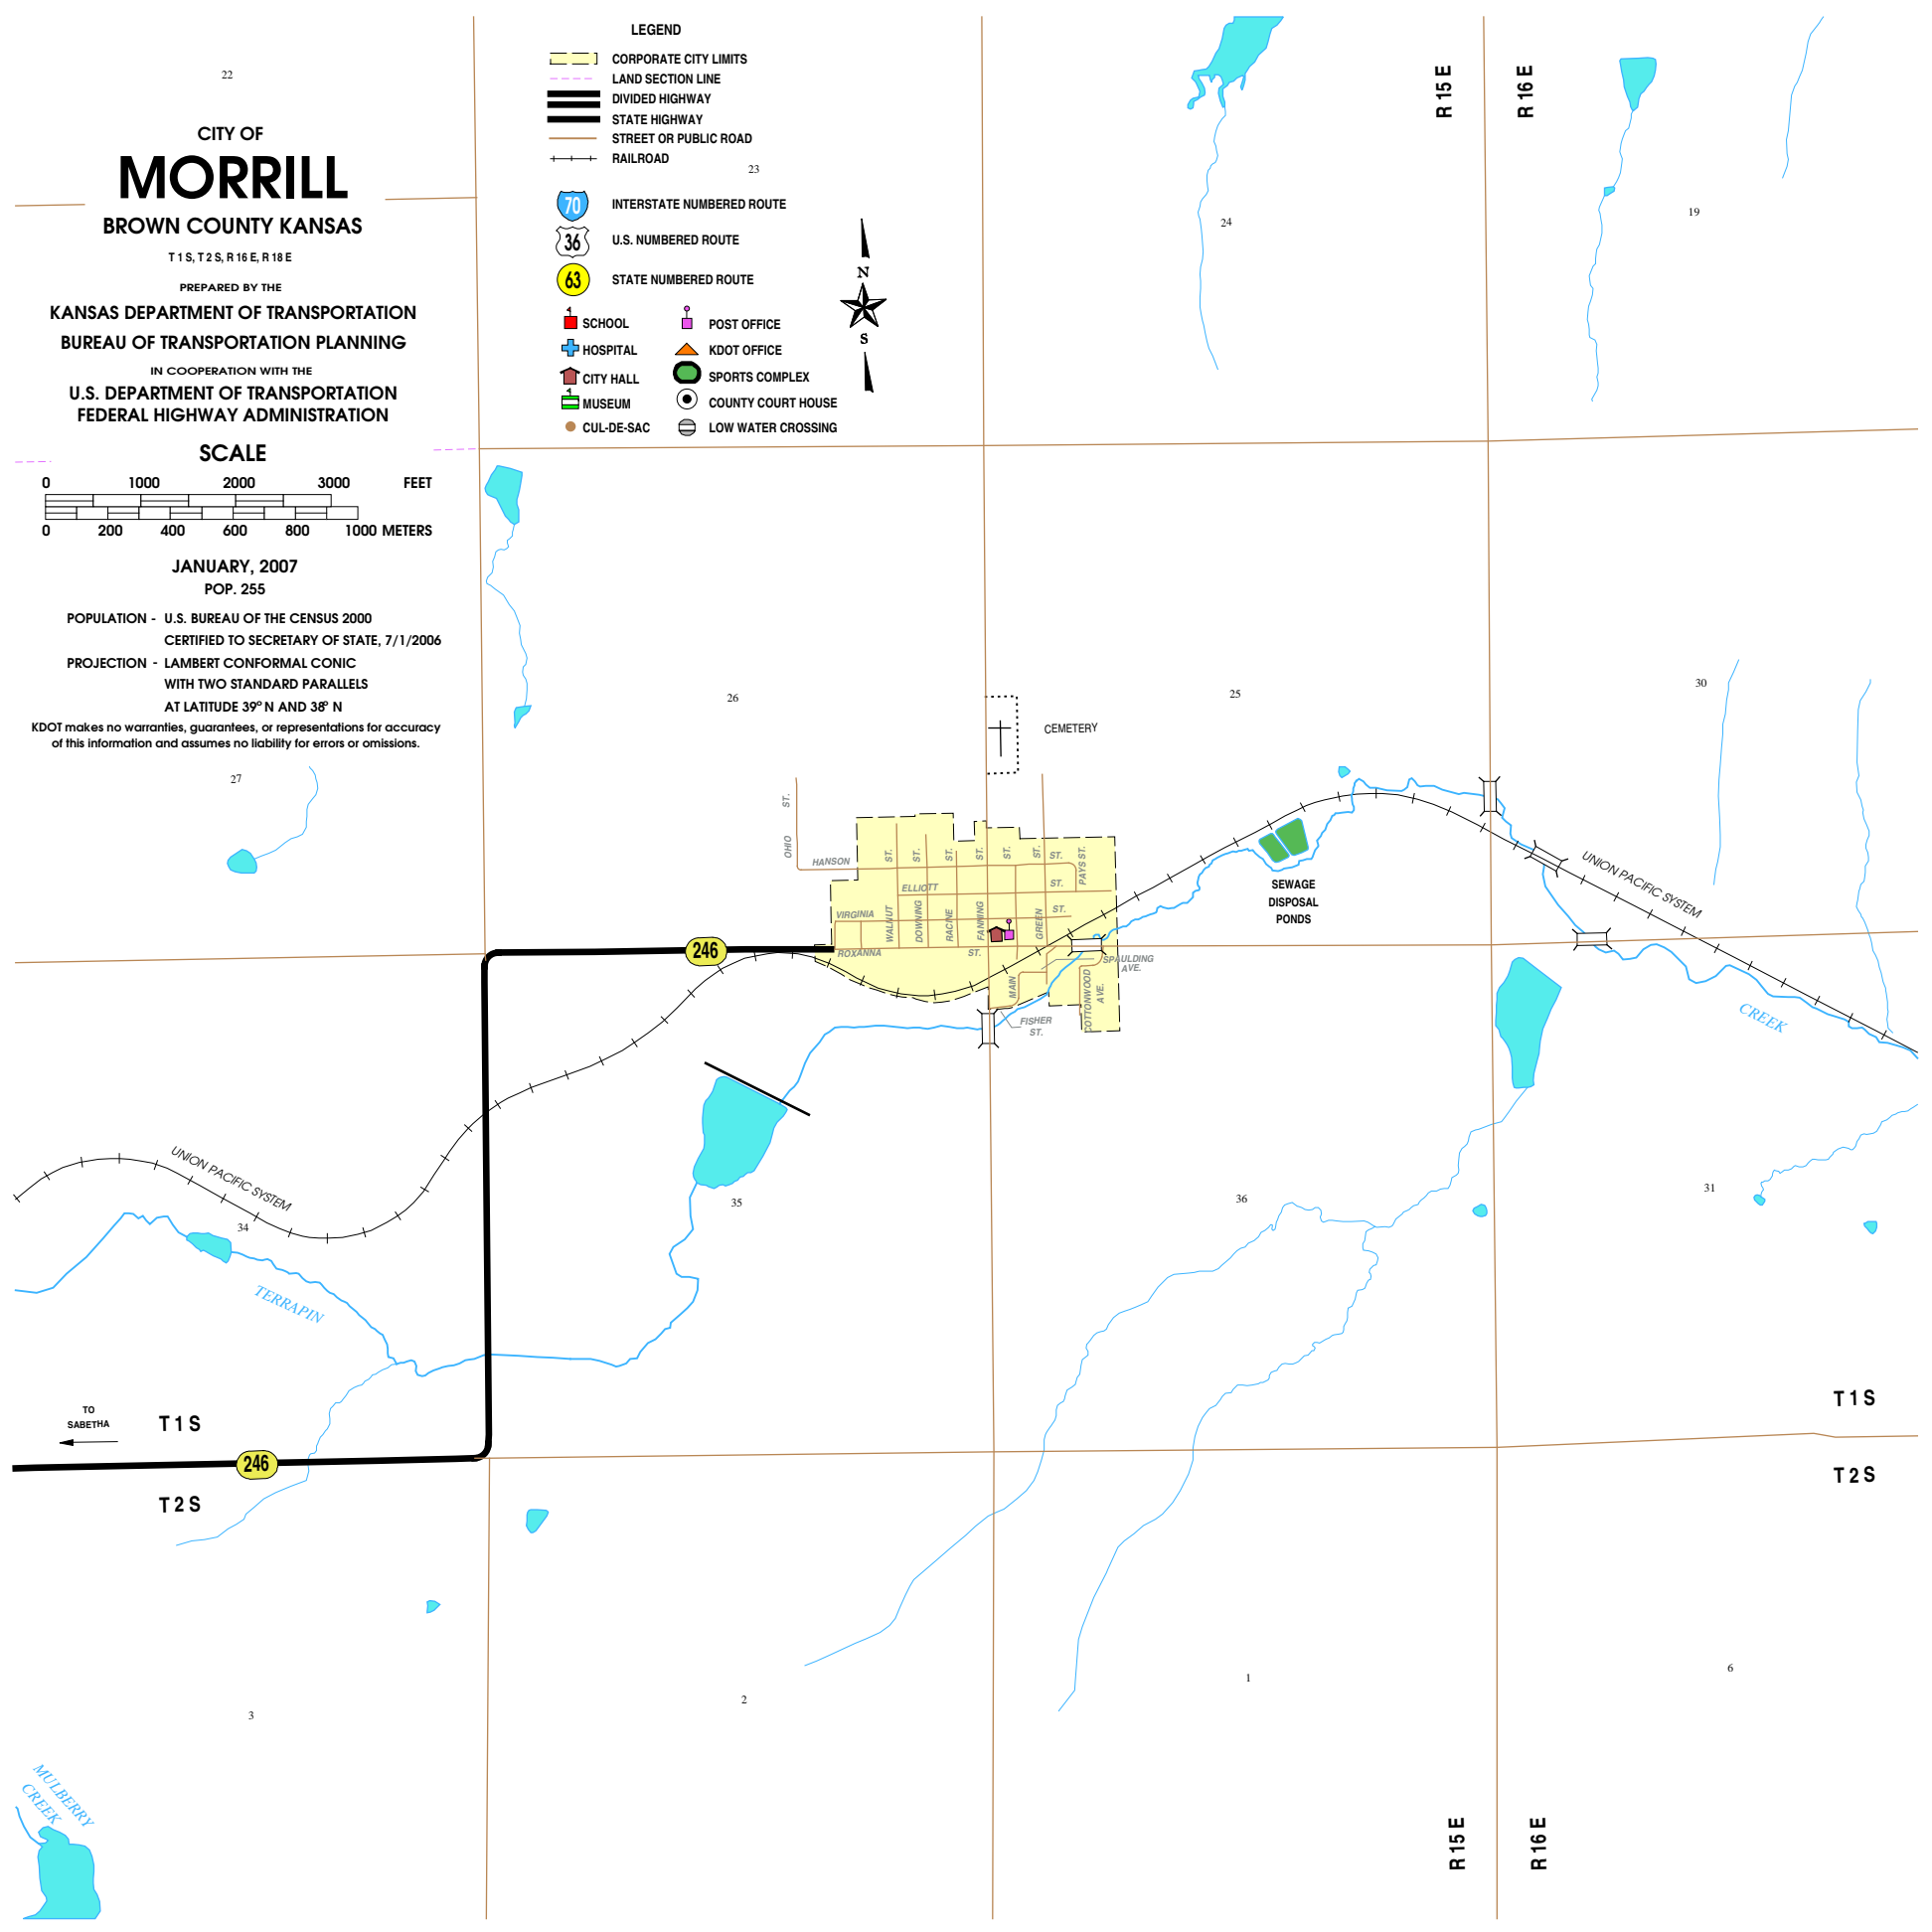 22
CITY OF
MORRILL
BROWN COUNTY KANSAS
T 1 S, T 2 S, R 16 E, R 18 E
PREPARED BY THE
KANSAS DEPARTMENT OF TRANSPORTATION
BUREAU OF TRANSPORTATION PLANNING
IN COOPERATION WITH THE
U.S. DEPARTMENT OF TRANSPORTATION
FEDERAL HIGHWAY ADMINISTRATION
SCALE
0 1000 2000 3000 FEET
0 200 400 600 800 1000 METERS
JANUARY, 2007
POP. 255
POPULATION - U.S. BUREAU OF THE CENSUS 2000
CERTIFIED TO SECRETARY OF STATE, 7/1/2006
PROJECTION - LAMBERT CONFORMAL CONIC
WITH TWO STANDARD PARALLELS
AT LATITUDE 39° N AND 38° N
KDOT makes no warranties, guarantees, or representations for accuracy
of this information and assumes no liability for errors or omissions.
LEGEND
CORPORATE CITY LIMITS
LAND SECTION LINE
DIVIDED HIGHWAY
STATE HIGHWAY
STREET OR PUBLIC ROAD
RAILROAD
23
70 INTERSTATE NUMBERED ROUTE
36 U.S. NUMBERED ROUTE
63 STATE NUMBERED ROUTE
SCHOOL
POST OFFICE
HOSPITAL
KDOT OFFICE
CITY HALL
SPORTS COMPLEX
MUSEUM
COUNTY COURT HOUSE
CUL-DE-SAC
LOW WATER CROSSING
N
S
R 15 E
R 16 E
24
19
26
25
30
27
CEMETERY
OHIO ST.
HANSON ST.
ELLIOTT ST.
VIRGINIA ST.
ROXANNA ST.
WALNUT ST.
DOWNING ST.
RACINE ST.
FANNING ST.
ST.
GREEN ST.
PAYS ST.
MAIN
SPAULDING
AVE.
COTTONWOOD
AVE.
FISHER
ST.
SEWAGE
DISPOSAL
PONDS
UNION PACIFIC SYSTEM
CREEK
246
UNION PACIFIC SYSTEM
34
35
36
31
TERRAPIN
TO
SABETHA
T 1 S
T 1 S
246
T 2 S
T 2 S
3
2
1
6
MULBERRY
CREEK
R 15 E
R 16 E